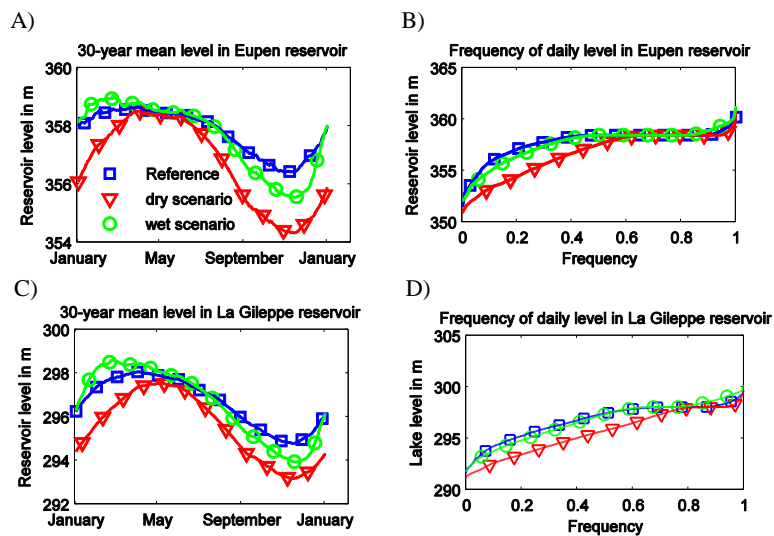 A)
30-year mean level in Eupen reservoir
Reservoir level in m
360
358
356
354
Reference
dry scenario
wet scenario
January May September January
B)
Frequency of daily level in Eupen reservoir
Reservoir level in m
365
360
355
350
0 0.2 0.4 0.6 0.8 1
Frequency
C)
30-year mean level in La Gileppe reservoir
Reservoir level in m
300
298
296
294
292
January May September January
D)
Frequency of daily level in La Gileppe reservoir
Lake level in m
305
300
295
290
0 0.2 0.4 0.6 0.8 1
Frequency